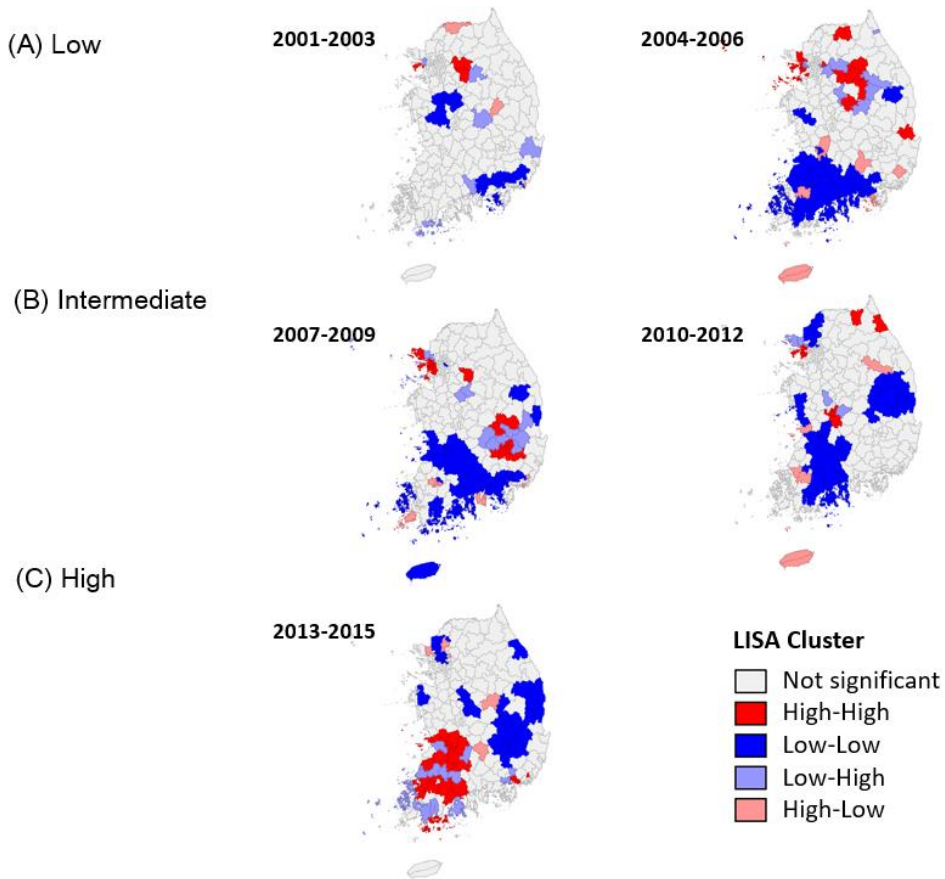 (A) Low
2001-2003
2004-2006
(B) Intermediate
2007-2009
2010-2012
(C) High
2013-2015
LISA Cluster
Not significant
High-High
Low-Low
Low-High
High-Low